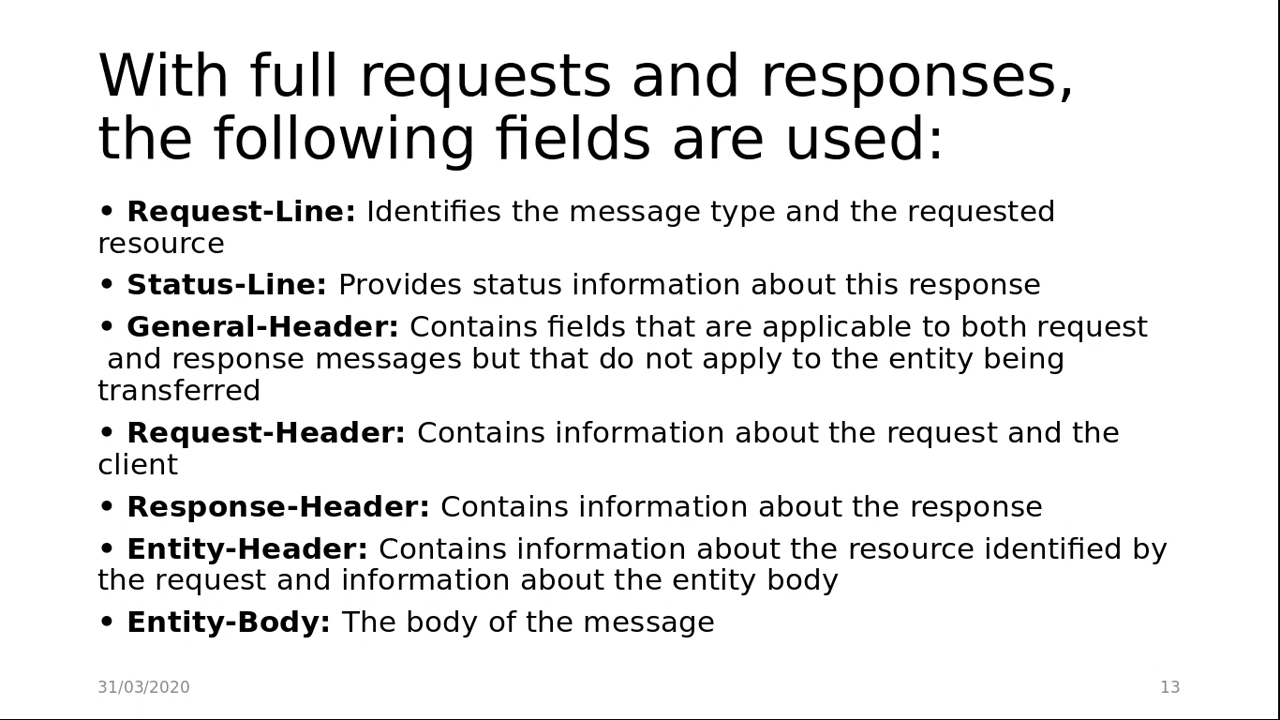 With full requests and responses,
the following fields are used:
• Request-Line: Identifies the message type and the requested
resource
• Status-Line: Provides status information about this response
• General-Header: Contains fields that are applicable to both request
and response messages but that do not apply to the entity being
transferred
• Request-Header: Contains information about the request and the
client
• Response-Header: Contains information about the response
• Entity-Header: Contains information about the resource identified by
the request and information about the entity body
• Entity-Body: The body of the message
31/03/2020
13